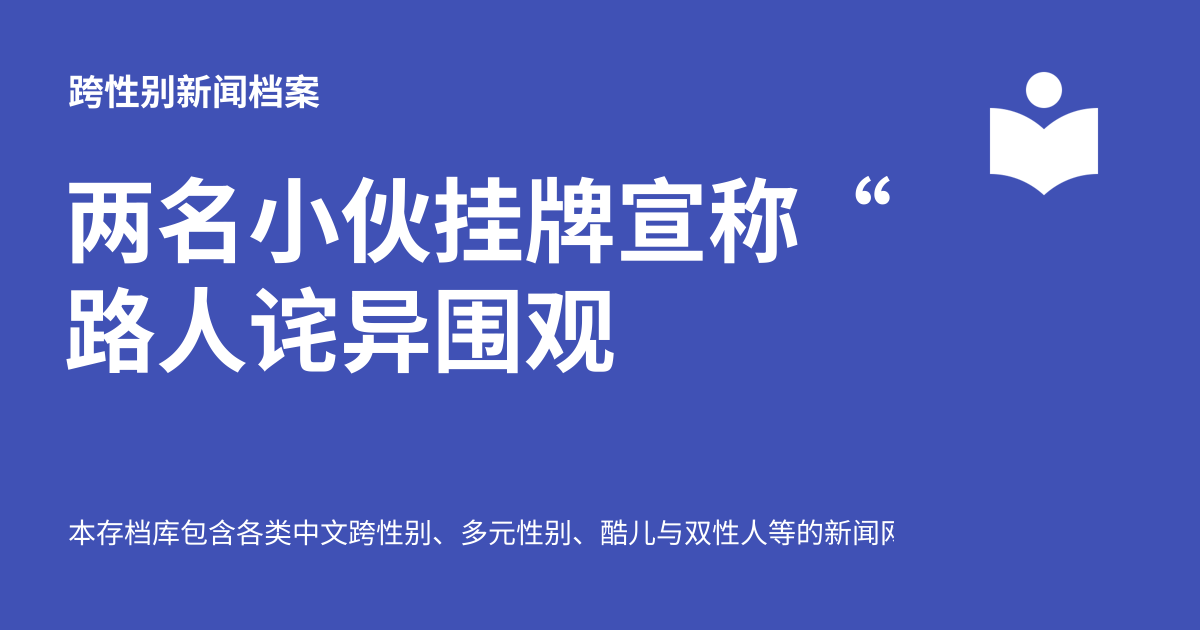 跨性别新闻档案
两名小伙挂牌宣称 “
路人诧异围观
本存档库包含各类中文跨性别、多元性别、酷儿与双性人等的新闻网